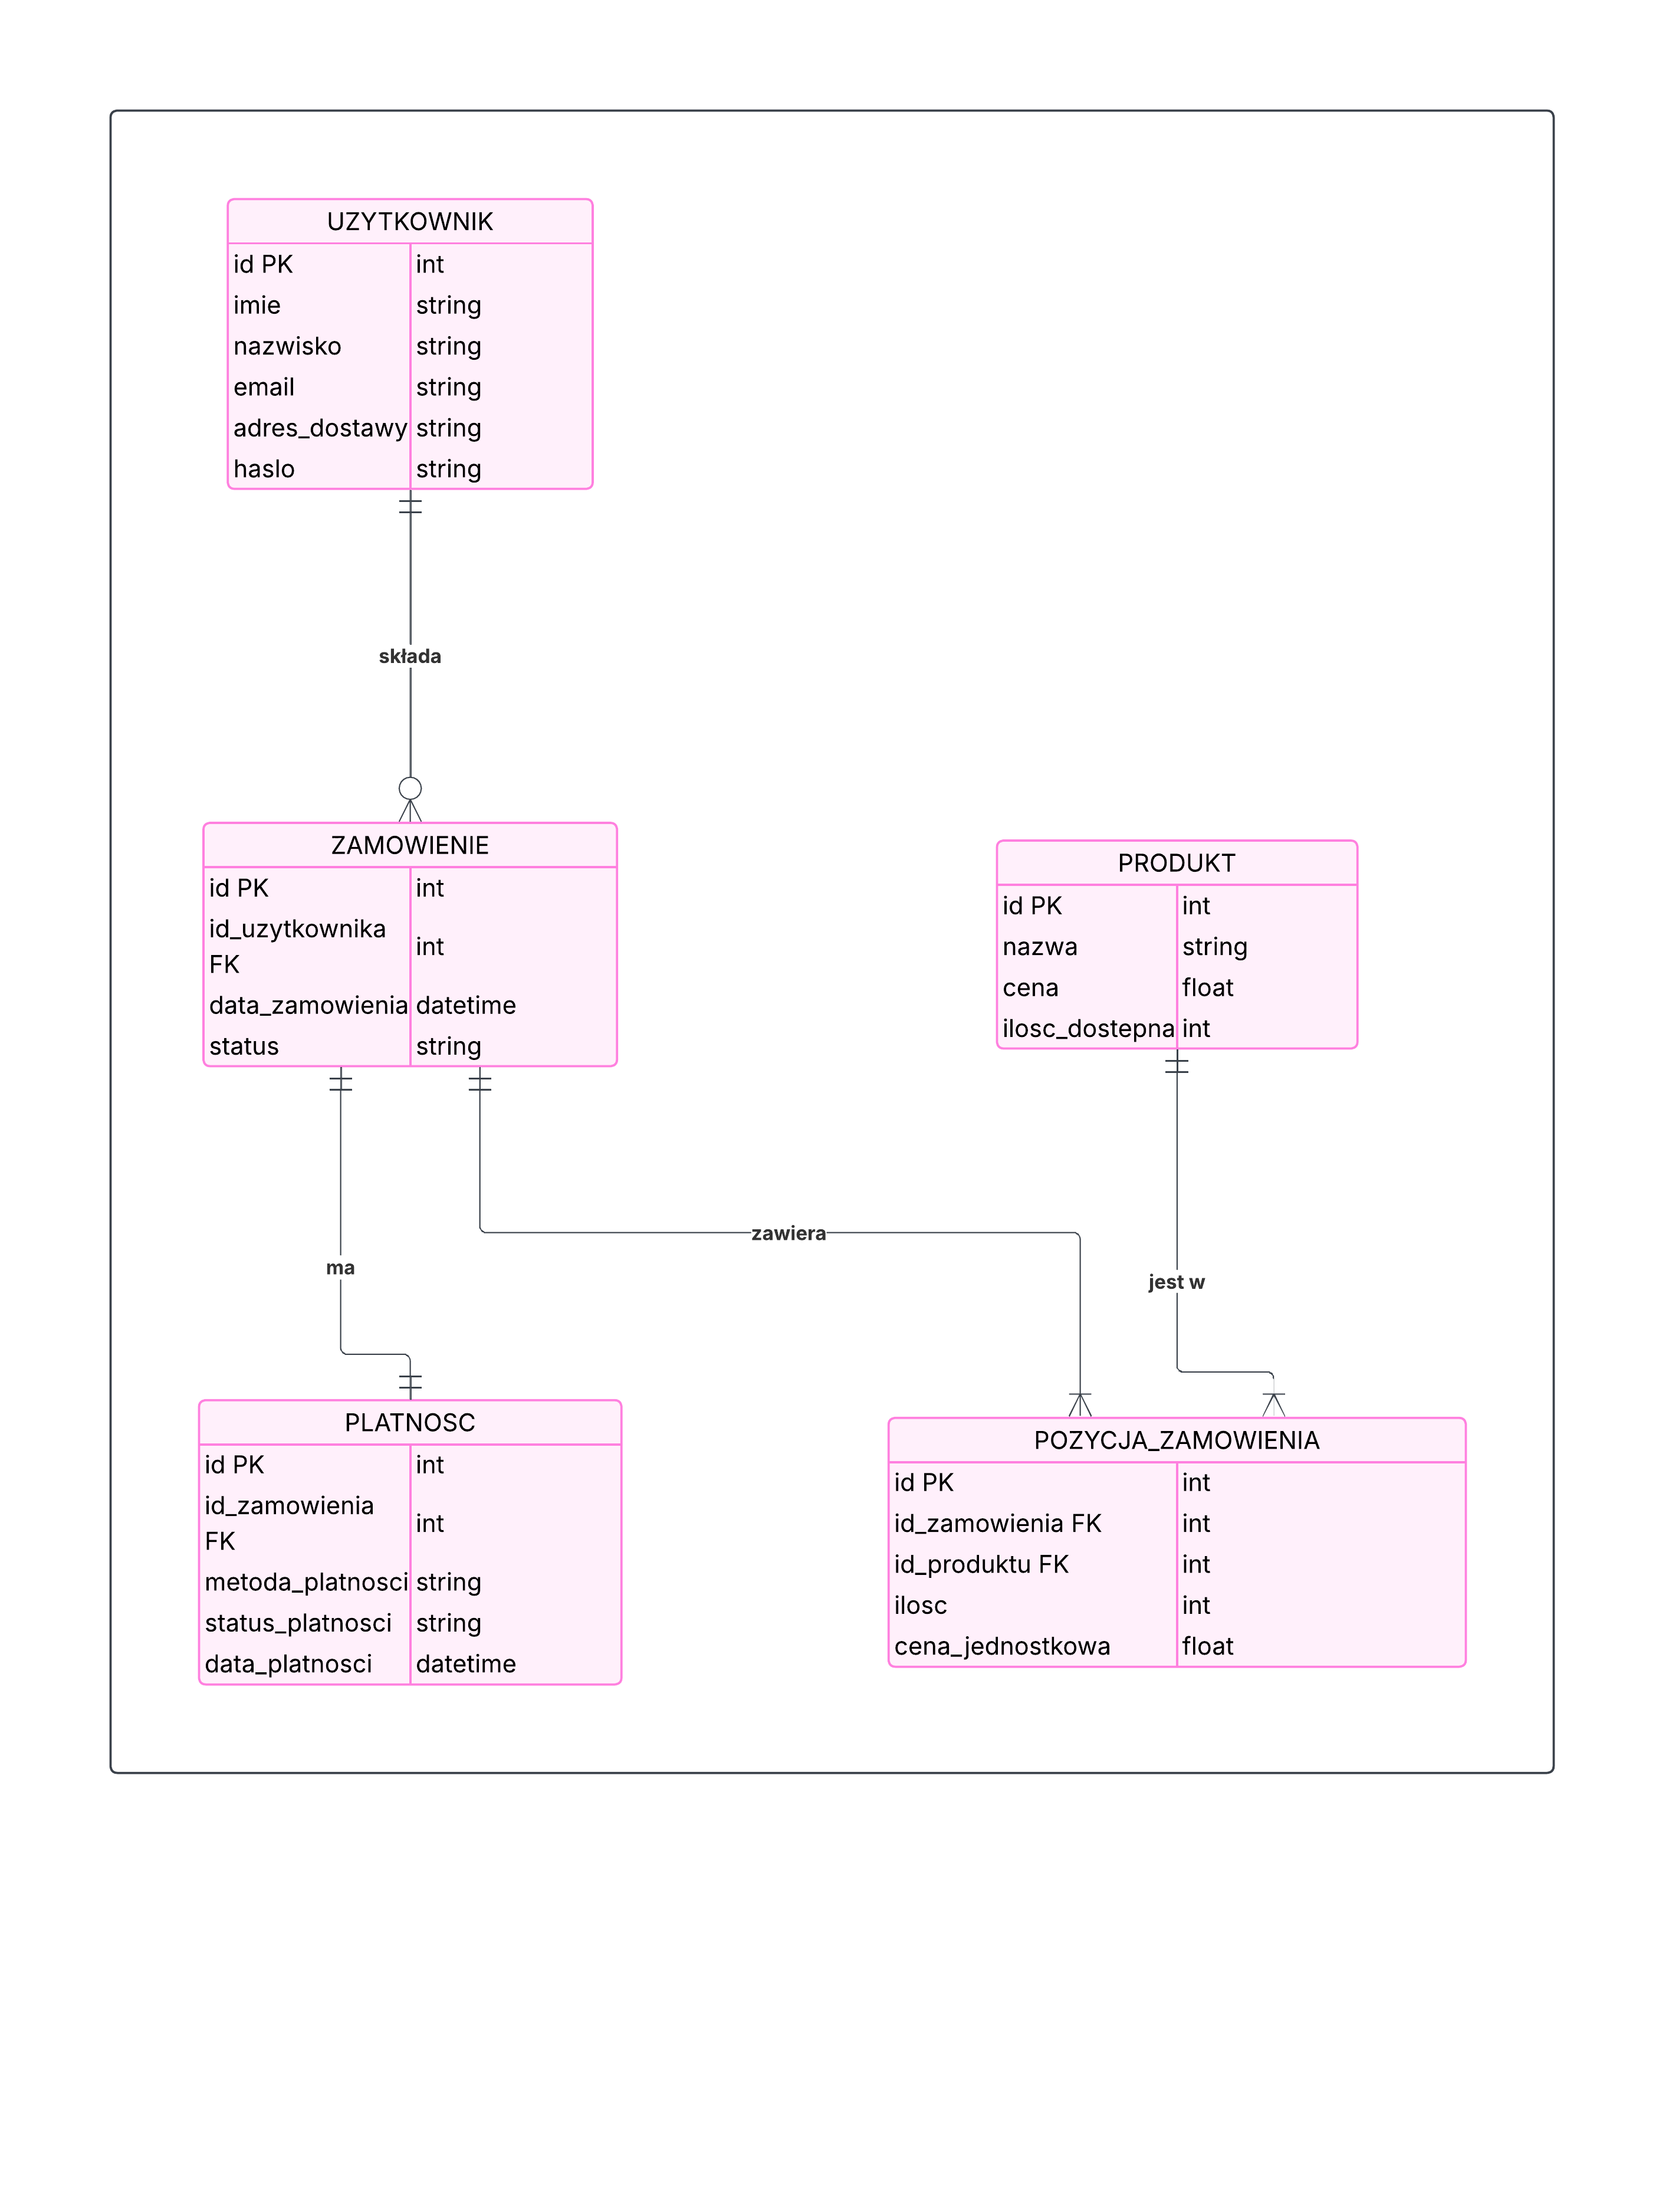 UZYTKOWNIK
id PK int
imie string
nazwisko string
email string
adres_dostawy string
haslo string
składa
ZAMOWIENIE
id PK int
id_uzytkownika
FK
int
data_zamowienia datetime
status string
PRODUKT
id PK int
nazwa string
cena float
ilosc_dostepna int
zawiera
ma
jest w
PLATNOSC
id PK int
id_zamowienia
FK
int
metoda_platnosci string
status_platnosci string
data_platnosci datetime
POZYCJA_ZAMOWIENIA
id PK int
id_zamowienia FK int
id_produktu FK int
ilosc int
cena_jednostkowa float